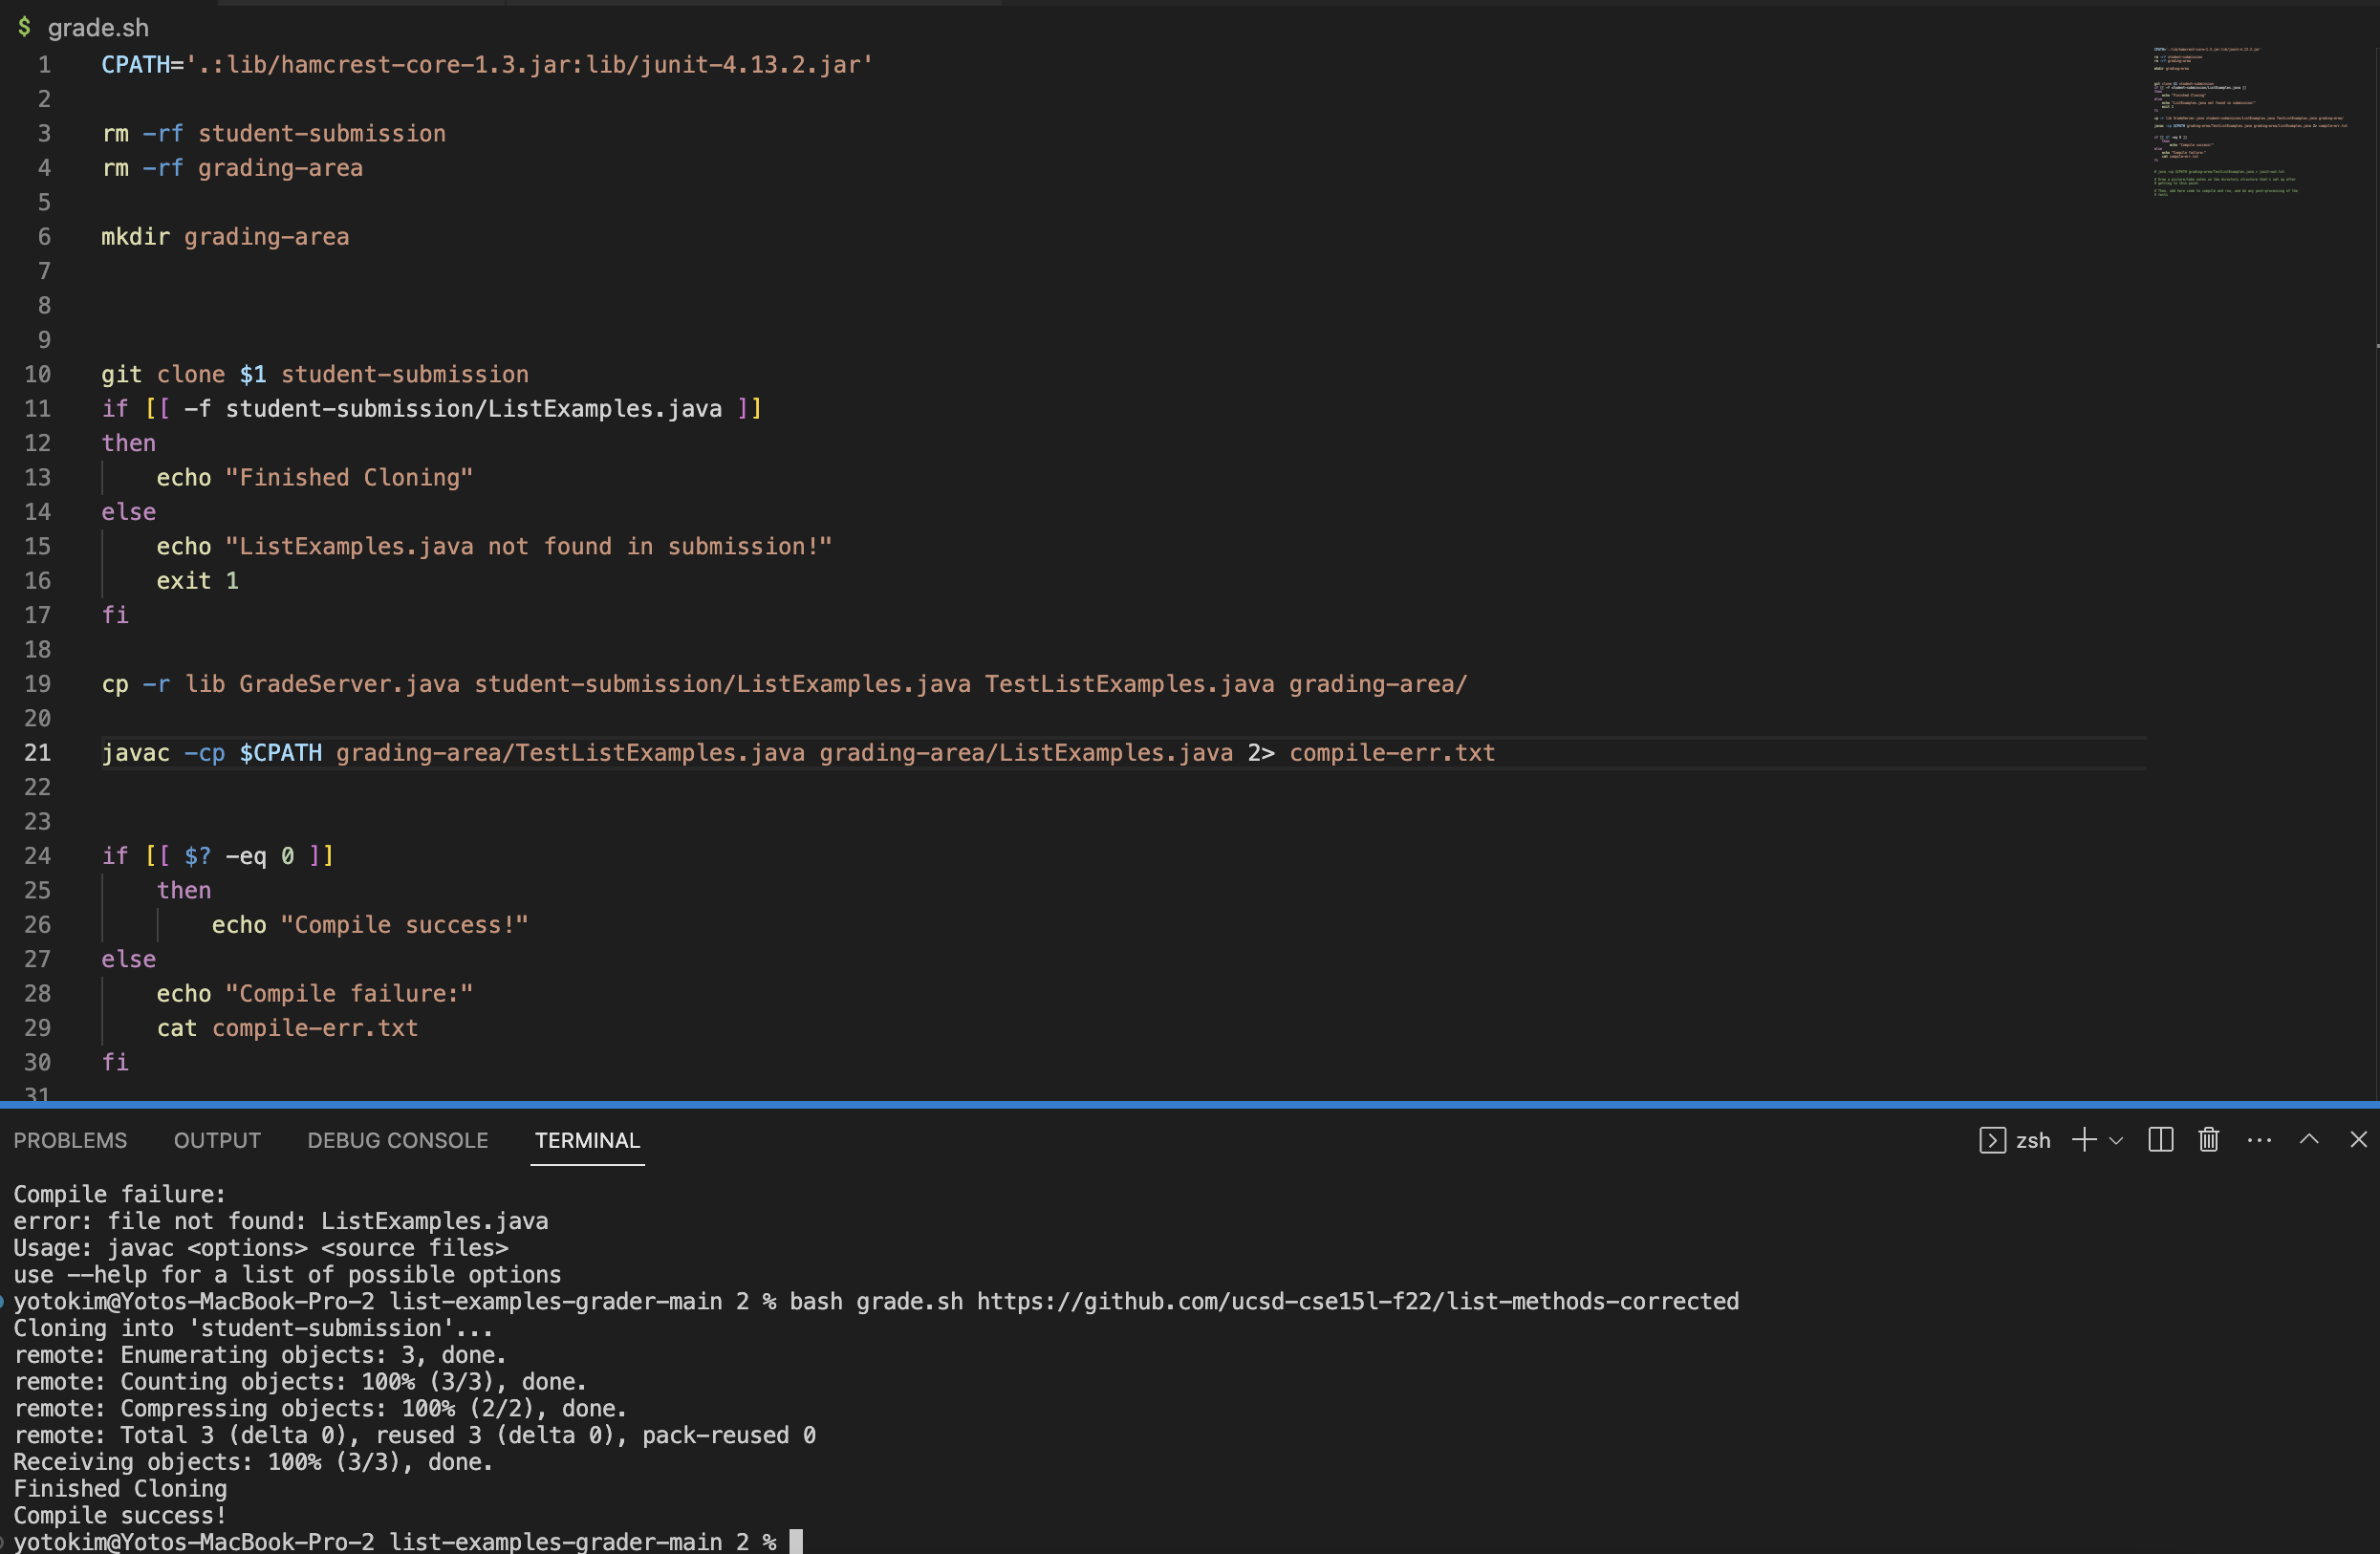 $ grade.sh
1 CPATH='.:lib/hamcrest-core-1.3.jar:lib/junit-4.13.2.jar'
2
3 rm -rf student-submission
4 rm -rf grading-area
5
6 mkdir grading-area
7
8
9
10 git clone $1 student-submission
11 if [[ -f student-submission/ListExamples.java ]]
12 then
13 echo "Finished Cloning"
14 else
15 echo "ListExamples.java not found in submission!"
16 exit 1
17 fi
18
19 cp -r lib GradeServer.java student-submission/ListExamples.java TestListExamples.java grading-area/
20
21 javac -cp $CPATH grading-area/TestListExamples.java grading-area/ListExamples.java 2> compile-err.txt
22
23
24 if [[ $? -eq 0 ]]
25 then
26 echo "Compile success!"
27 else
28 echo "Compile failure:"
29 cat compile-err.txt
30 fi
31
PROBLEMS OUTPUT DEBUG CONSOLE TERMINAL zsh
Compile failure:
error: file not found: ListExamples.java
Usage: javac <options> <source files>
use --help for a list of possible options
yotokim@Yotos-MacBook-Pro-2 list-examples-grader-main 2 % bash grade.sh https://github.com/ucsd-cse15l-f22/list-methods-corrected
Cloning into 'student-submission'...
remote: Enumerating objects: 3, done.
remote: Counting objects: 100% (3/3), done.
remote: Compressing objects: 100% (2/2), done.
remote: Total 3 (delta 0), reused 3 (delta 0), pack-reused 0
Receiving objects: 100% (3/3), done.
Finished Cloning
Compile success!
yotokim@Yotos-MacBook-Pro-2 list-examples-grader-main 2 %